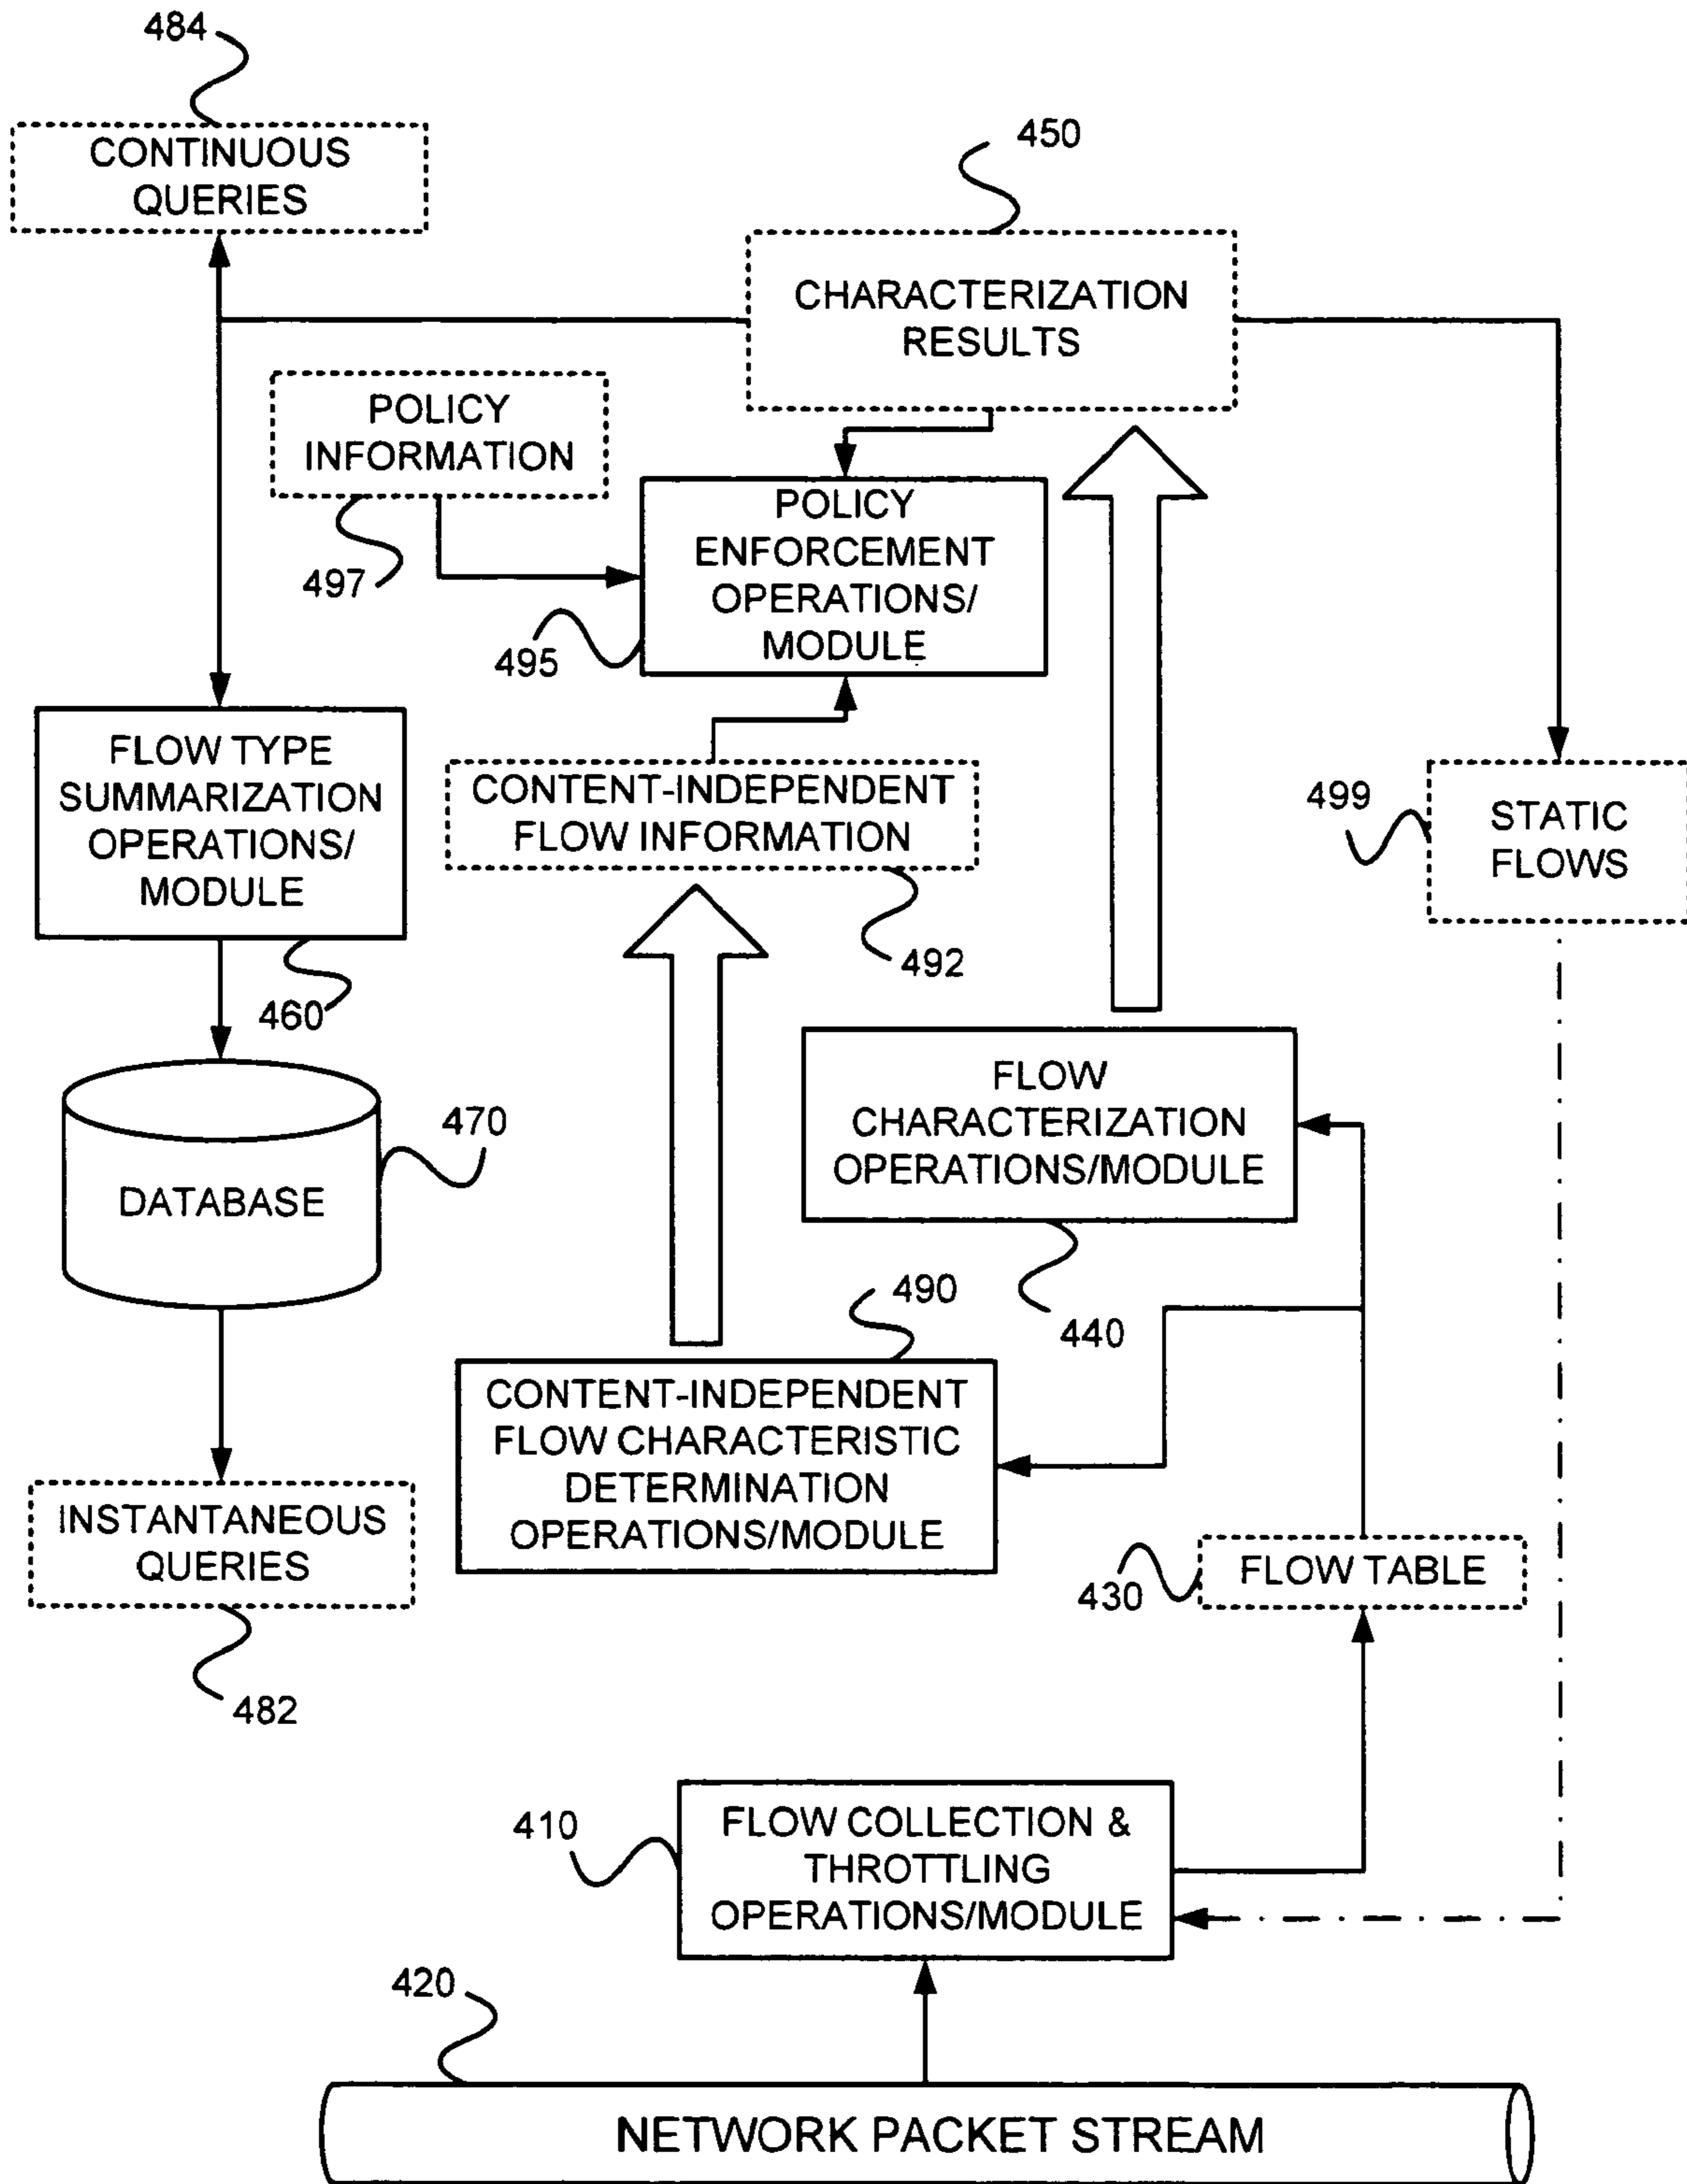 484
CONTINUOUS
QUERIES
450
CHARACTERIZATION
RESULTS
POLICY
INFORMATION
497
POLICY
ENFORCEMENT
OPERATIONS/
MODULE
495
FLOW TYPE
SUMMARIZATION
OPERATIONS/
MODULE
460
CONTENT-INDEPENDENT
FLOW INFORMATION
492
499
STATIC
FLOWS
FLOW
CHARACTERIZATION
OPERATIONS/MODULE
440
470
DATABASE
490
CONTENT-INDEPENDENT
FLOW CHARACTERISTIC
DETERMINATION
OPERATIONS/MODULE
INSTANTANEOUS
QUERIES
482
430
FLOW TABLE
410
FLOW COLLECTION &
THROTTLING
OPERATIONS/MODULE
420
NETWORK PACKET STREAM